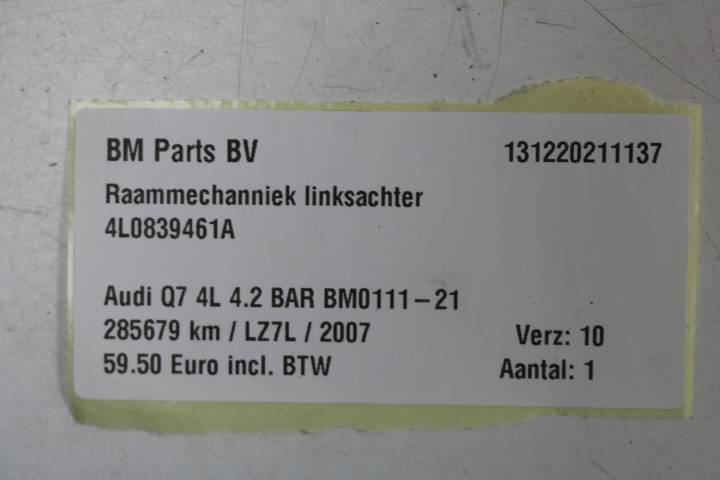 BM Parts BV 131220211137
Raammechanniek linksachter
4L0839461A
Audi Q7 4L 4.2 BAR BM0111-21
285679 km / LZ7L / 2007 Verz: 10
59.50 Euro incl. BTW Aantal: 1